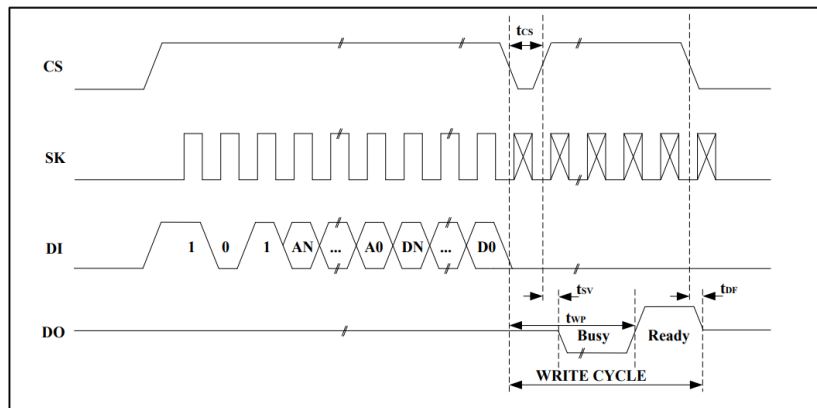 tCS
CS
SK
DI 1 0 1 AN ... A0 DN ... D0
tSV tDF
tWP
DO Busy Ready
WRITE CYCLE